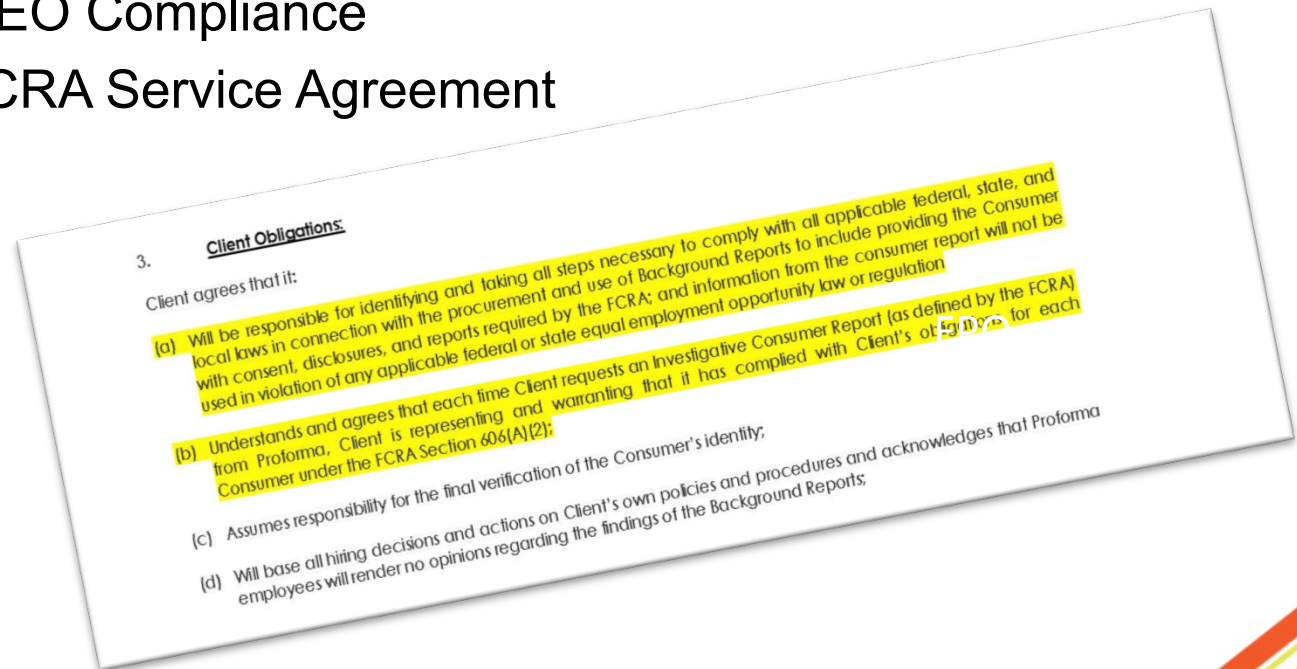 EO Compliance
CRA Service Agreement
3. Client Obligations:
Client agrees that it:
(a) Will be responsible for identifying and taking all steps necessary to comply with all applicable federal, state, and
local laws in connection with the procurement and use of Background Reports to include providing the Consumer
with consent, disclosures, and reports required by the FCRA; and information from the consumer report will not be
used in violation of any applicable federal or state equal employment opportunity law or regulation
(b) Understands and agrees that each time Client requests an Investigative Consumer Report (as defined by the FCRA)
from Proforma, Client is representing and warranting that it has complied with Client's obligations for each
Consumer under the FCRA Section 606(A)(2);
(c) Assumes responsibility for the final verification of the Consumer's identity;
(d) Will base all hiring decisions and actions on Client's own policies and procedures and acknowledges that Proforma
employees will render no opinions regarding the findings of the Background Reports;